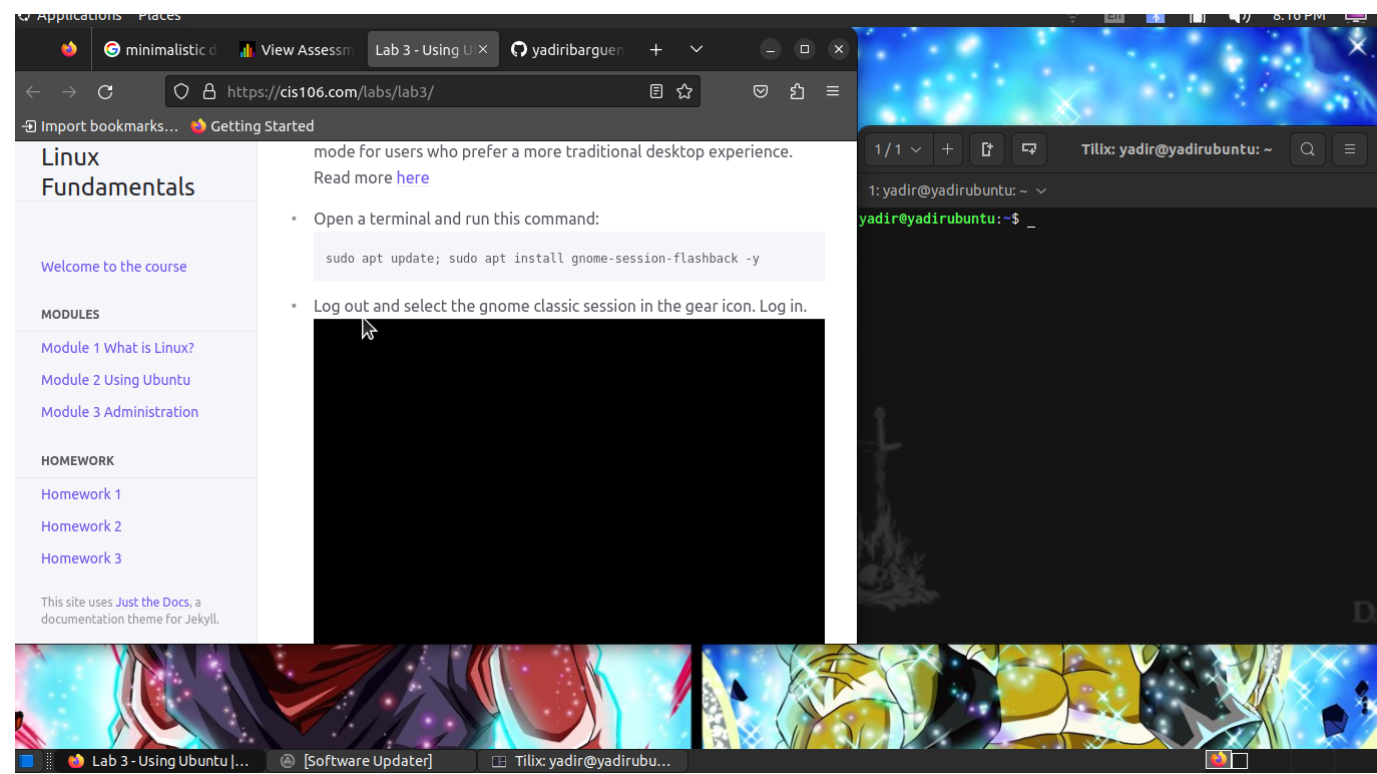 Applications Places
en 8:16 PM
minimalistic d View Assessm Lab 3 - Using U yadiribarguen
https://cis106.com/labs/lab3/
Import bookmarks... Getting Started
Linux
Fundamentals
Welcome to the course
MODULES
Module 1 What is Linux?
Module 2 Using Ubuntu
Module 3 Administration
HOMEWORK
Homework 1
Homework 2
Homework 3
This site uses Just the Docs, a
documentation theme for Jekyll.
mode for users who prefer a more traditional desktop experience.
Read more here
• Open a terminal and run this command:
sudo apt update; sudo apt install gnome-session-flashback -y
• Log out and select the gnome classic session in the gear icon. Log in.
1 / 1 Tilix: yadir@yadirubuntu: ~
1: yadir@yadirubuntu: ~
yadir@yadirubuntu:~$ _
D
Lab 3 - Using Ubuntu |... [Software Updater] Tilix: yadir@yadirubu...